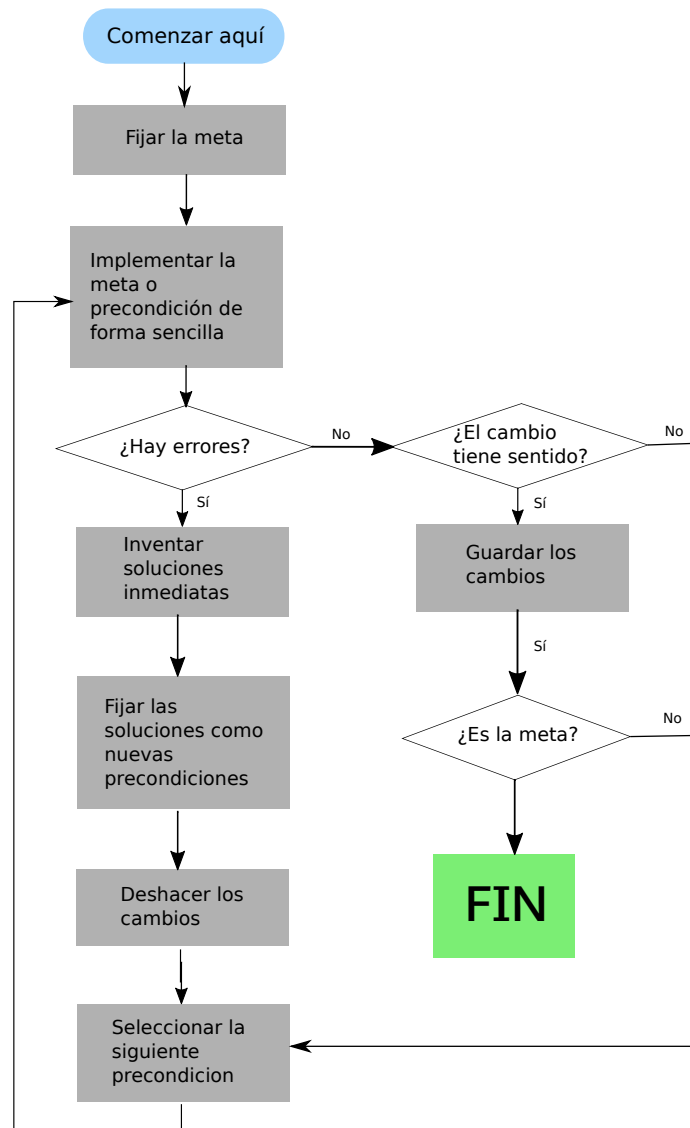 Comenzar aquí
Fijar la meta
Implementar la
meta o
precondición de
forma sencilla
¿Hay errores?
No
¿El cambio
tiene sentido?
No
Sí
Sí
Inventar
soluciones
inmediatas
Guardar los
cambios
Sí
Fijar las
soluciones como
nuevas
precondiciones
¿Es la meta?
No
Deshacer los
cambios
FIN
Seleccionar la
siguiente
precondicion